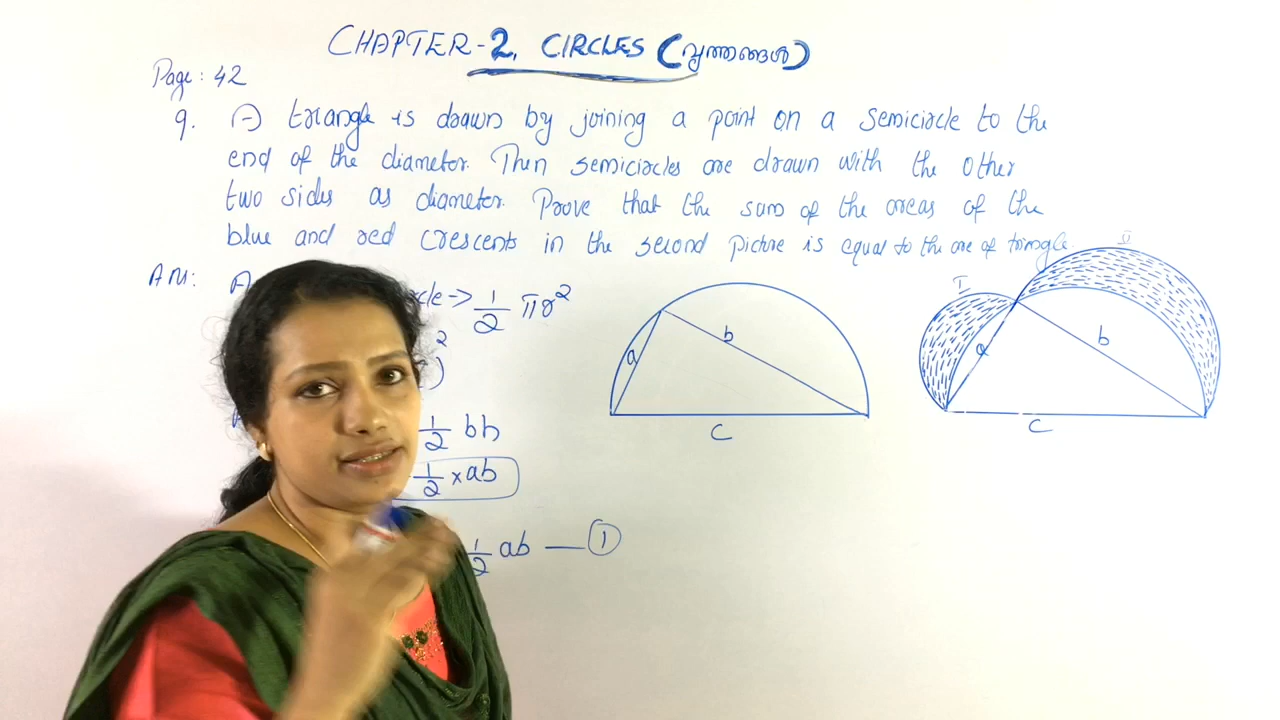 CHAPTER-2. CIRCLES (വൃത്തങ്ങൾ)
Page: 42
9. A triangle is drawn by joining a point on a semicircle to the
end of the diameter. Then semicircles are drawn with the other
two sides as diameter. Prove that the sum of the areas of the
blue and red crescents in the second picture is equal to the are of triangle.
Ans: A
cle -> 1/2 πr²
²
)
1/2 bh
1/2 × ab
1/2 ab — ①
a
b
C
I
II
a
b
C